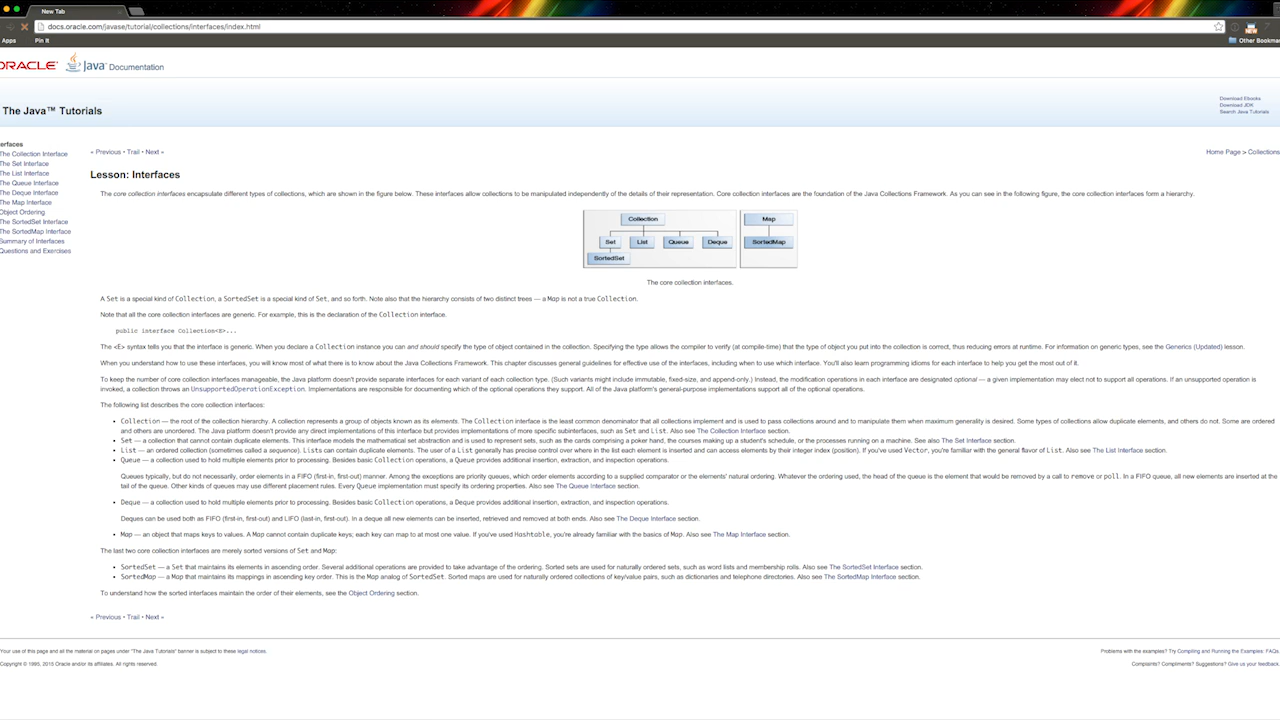 New Tab
docs.oracle.com/javase/tutorial/collections/interfaces/index.html
Apps Pin It Other Bookmar
NEW
ORACLE Java Documentation
The Java™ Tutorials
Download Ebooks
Download JDK
Search Java Tutorials
erfaces
The Collection Interface
The Set Interface
The List Interface
The Queue Interface
The Deque Interface
The Map Interface
Object Ordering
The SortedSet Interface
The SortedMap Interface
Summary of Interfaces
Questions and Exercises
« Previous • Trail • Next »
Home Page > Collections
Lesson: Interfaces
The core collection interfaces encapsulate different types of collections, which are shown in the figure below. These interfaces allow collections to be manipulated independently of the details of their representation. Core collection interfaces are the foundation of the Java Collections Framework. As you can see in the following figure, the core collection interfaces form a hierarchy.
Collection Map
Set List Queue Deque SortedMap
SortedSet
The core collection interfaces.
A Set is a special kind of Collection, a SortedSet is a special kind of Set, and so forth. Note also that the hierarchy consists of two distinct trees — a Map is not a true Collection.
Note that all the core collection interfaces are generic. For example, this is the declaration of the Collection interface.
public interface Collection<E>...
The <E> syntax tells you that the interface is generic. When you declare a Collection instance you can and should specify the type of object contained in the collection. Specifying the type allows the compiler to verify (at compile-time) that the type of object you put into the collection is correct, thus reducing errors at runtime. For information on generic types, see the Generics (Updated) lesson.
When you understand how to use these interfaces, you will know most of what there is to know about the Java Collections Framework. This chapter discusses general guidelines for effective use of the interfaces, including when to use which interface. You'll also learn programming idioms for each interface to help you get the most out of it.
To keep the number of core collection interfaces manageable, the Java platform doesn't provide separate interfaces for each variant of each collection type. (Such variants might include immutable, fixed-size, and append-only.) Instead, the modification operations in each interface are designated optional — a given implementation may elect not to support all operations. If an unsupported operation is
invoked, a collection throws an UnsupportedOperationException. Implementations are responsible for documenting which of the optional operations they support. All of the Java platform's general-purpose implementations support all of the optional operations.
The following list describes the core collection interfaces:
• Collection — the root of the collection hierarchy. A collection represents a group of objects known as its elements. The Collection interface is the least common denominator that all collections implement and is used to pass collections around and to manipulate them when maximum generality is desired. Some types of collections allow duplicate elements, and others do not. Some are ordered
and others are unordered. The Java platform doesn't provide any direct implementations of this interface but provides implementations of more specific subinterfaces, such as Set and List. Also see The Collection Interface section.
• Set — a collection that cannot contain duplicate elements. This interface models the mathematical set abstraction and is used to represent sets, such as the cards comprising a poker hand, the courses making up a student's schedule, or the processes running on a machine. See also The Set Interface section.
• List — an ordered collection (sometimes called a sequence). Lists can contain duplicate elements. The user of a List generally has precise control over where in the list each element is inserted and can access elements by their integer index (position). If you've used Vector, you're familiar with the general flavor of List. Also see The List Interface section.
• Queue — a collection used to hold multiple elements prior to processing. Besides basic Collection operations, a Queue provides additional insertion, extraction, and inspection operations.
Queues typically, but do not necessarily, order elements in a FIFO (first-in, first-out) manner. Among the exceptions are priority queues, which order elements according to a supplied comparator or the elements' natural ordering. Whatever the ordering used, the head of the queue is the element that would be removed by a call to remove or poll. In a FIFO queue, all new elements are inserted at the
tail of the queue. Other kinds of queues may use different placement rules. Every Queue implementation must specify its ordering properties. Also see The Queue Interface section.
• Deque — a collection used to hold multiple elements prior to processing. Besides basic Collection operations, a Deque provides additional insertion, extraction, and inspection operations.
Deques can be used both as FIFO (first-in, first-out) and LIFO (last-in, first-out). In a deque all new elements can be inserted, retrieved and removed at both ends. Also see The Deque Interface section.
• Map — an object that maps keys to values. A Map cannot contain duplicate keys; each key can map to at most one value. If you've used Hashtable, you're already familiar with the basics of Map. Also see The Map Interface section.
The last two core collection interfaces are merely sorted versions of Set and Map:
• SortedSet — a Set that maintains its elements in ascending order. Several additional operations are provided to take advantage of the ordering. Sorted sets are used for naturally ordered sets, such as word lists and membership rolls. Also see The SortedSet Interface section.
• SortedMap — a Map that maintains its mappings in ascending key order. This is the Map analog of SortedSet. Sorted maps are used for naturally ordered collections of key/value pairs, such as dictionaries and telephone directories. Also see The SortedMap Interface section.
To understand how the sorted interfaces maintain the order of their elements, see the Object Ordering section.
« Previous • Trail • Next »
Your use of this page and all the material on pages under "The Java Tutorials" banner is subject to these legal notices.
Problems with the examples? Try Compiling and Running the Examples: FAQs.
Copyright © 1995, 2015 Oracle and/or its affiliates. All rights reserved.
Complaints? Compliments? Suggestions? Give us your feedback.